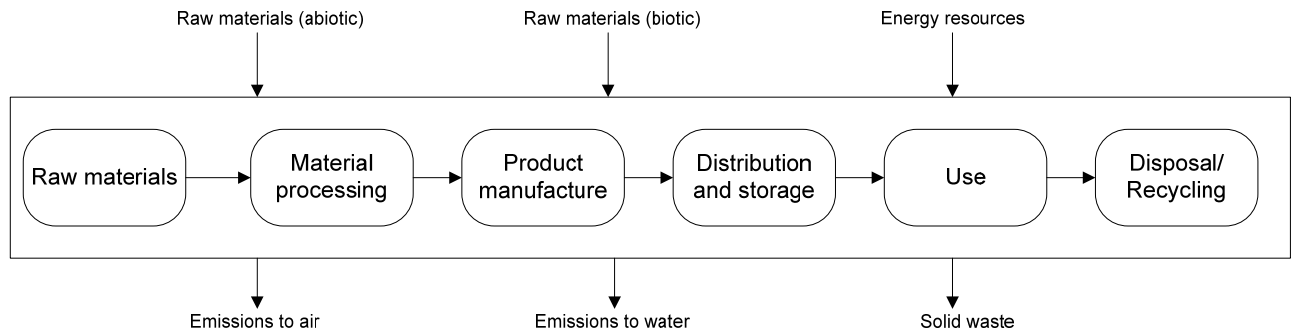 Raw materials (abiotic)
Raw materials (biotic)
Energy resources
Raw materials
Material
processing
Product
manufacture
Distribution
and storage
Use
Disposal/
Recycling
Emissions to air
Emissions to water
Solid waste